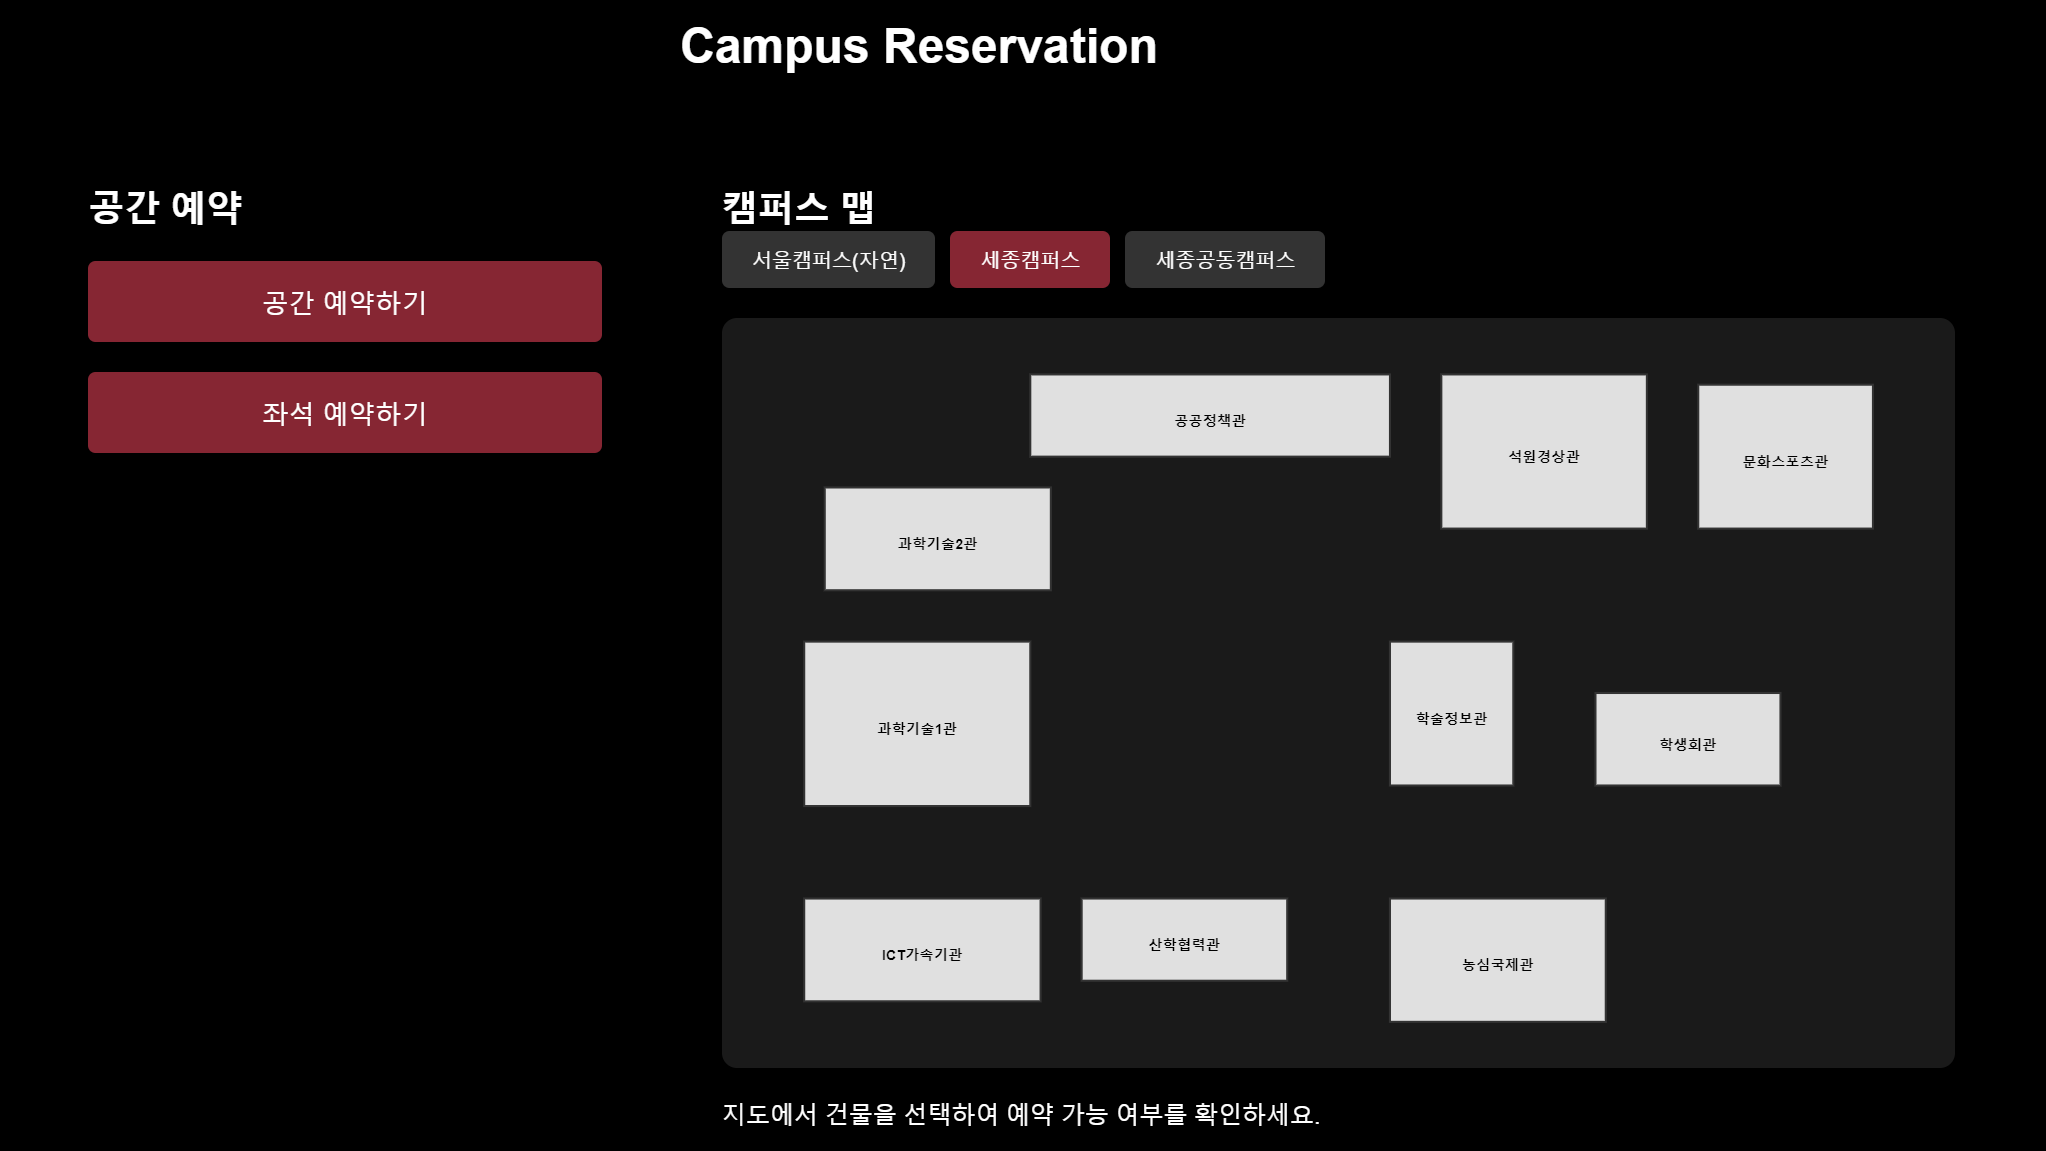 Campus Reservation
공간 예약
공간 예약하기
좌석 예약하기
캠퍼스 맵
서울캠퍼스(자연)
세종캠퍼스
세종공동캠퍼스
공공정책관
석원경상관
문화스포츠관
과학기술2관
과학기술1관
학술정보관
학생회관
ICT가속기관
산학협력관
농심국제관
지도에서 건물을 선택하여 예약 가능 여부를 확인하세요.